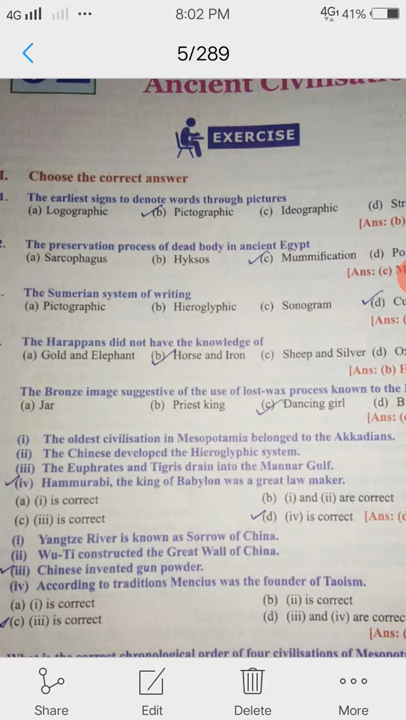 4G 8:02 PM 4G 41%
5/289
Ancient
EXERCISE
I. Choose the correct answer
1. The earliest signs to denote words through pictures
(a) Logographic (b) Pictographic (c) Ideographic (d) Str
[Ans: (b)
2. The preservation process of dead body in ancient Egypt
(a) Sarcophagus (b) Hyksos (c) Mummification (d) Po
[Ans: (c) M
The Sumerian system of writing
(a) Pictographic (b) Hieroglyphic (c) Sonogram (d) Cu
[Ans: (
The Harappans did not have the knowledge of
(a) Gold and Elephant (b) Horse and Iron (c) Sheep and Silver (d) O
[Ans: (b)
The Bronze image suggestive of the use of lost-wax process known to the
(a) Jar (b) Priest king (c) Dancing girl (d) B
[Ans: (
(i) The oldest civilisation in Mesopotamia belonged to the Akkadians.
(ii) The Chinese developed the Hieroglyphic system.
(iii) The Euphrates and Tigris drain into the Mannar Gulf.
(iv) Hammurabi, the king of Babylon was a great law maker.
(a) (i) is correct (b) (i) and (ii) are correct
(c) (iii) is correct (d) (iv) is correct [Ans: (
(i) Yangtze River is known as Sorrow of China.
(ii) Wu-Ti constructed the Great Wall of China.
(iii) Chinese invented gun powder.
(iv) According to traditions Mencius was the founder of Taoism.
(a) (i) is correct (b) (ii) is correct
(c) (iii) is correct (d) (iii) and (iv) are correc
[Ans: (
chronological order of four civilisations of
Share Edit Delete More